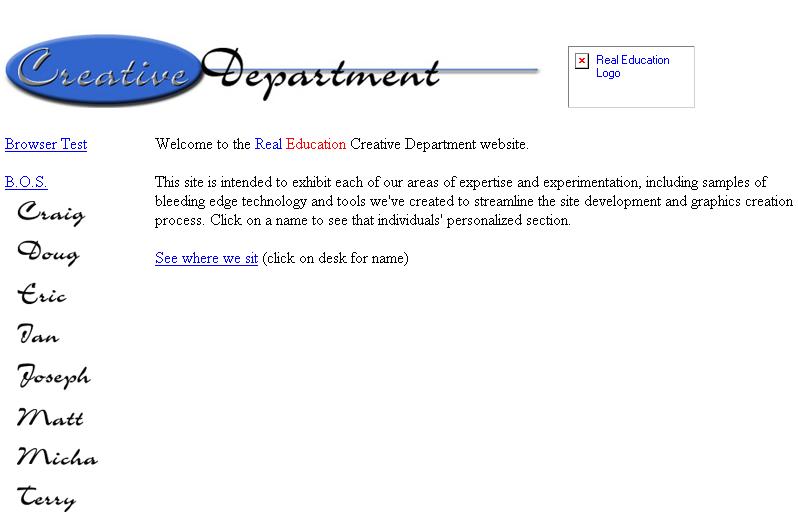 Creative Department
Real Education
Logo
Browser Test
Welcome to the Real Education Creative Department website.
B.O.S.
This site is intended to exhibit each of our areas of expertise and experimentation, including samples of
bleeding edge technology and tools we've created to streamline the site development and graphics creation
process. Click on a name to see that individuals' personalized section.
See where we sit (click on desk for name)
Craig
Doug
Eric
Ian
Joseph
Matt
Micha
Terry